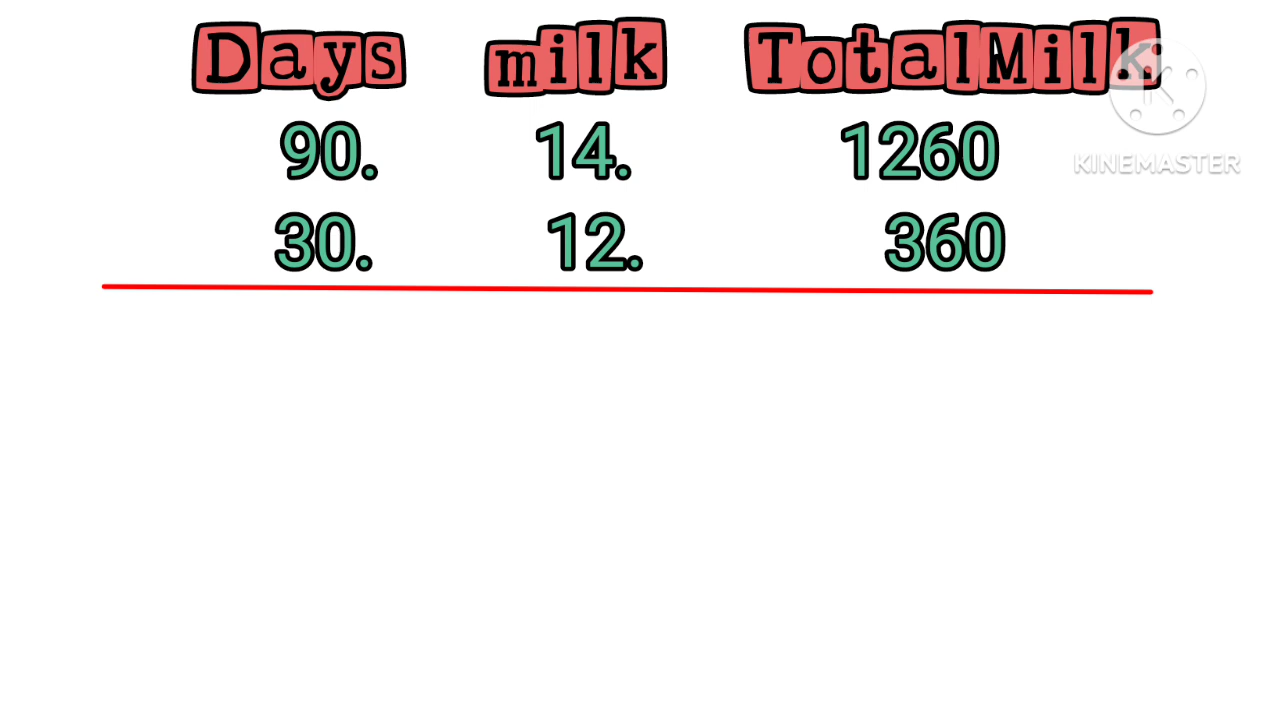 Days milk TotalMilk
90. 14. 1260
30. 12. 360
KINEMASTER